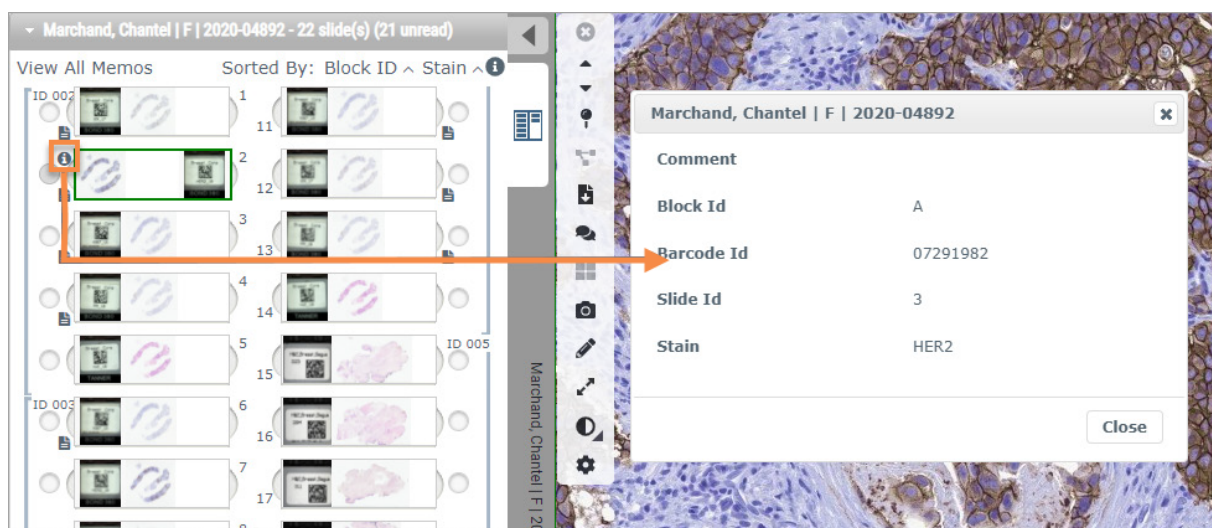 Marchand, Chantel | F | 2020-04892 - 22 slide(s) (21 unread)
View All Memos
Sorted By: Block ID ^ Stain ^
ID 002
1
11
2
12
3
13
4
14
5
15
ID 005
ID 003
6
16
7
17
8
Marchand, Chantel | F | 20
Marchand, Chantel | F | 2020-04892
Comment
Block Id A
Barcode Id 07291982
Slide Id 3
Stain HER2
Close